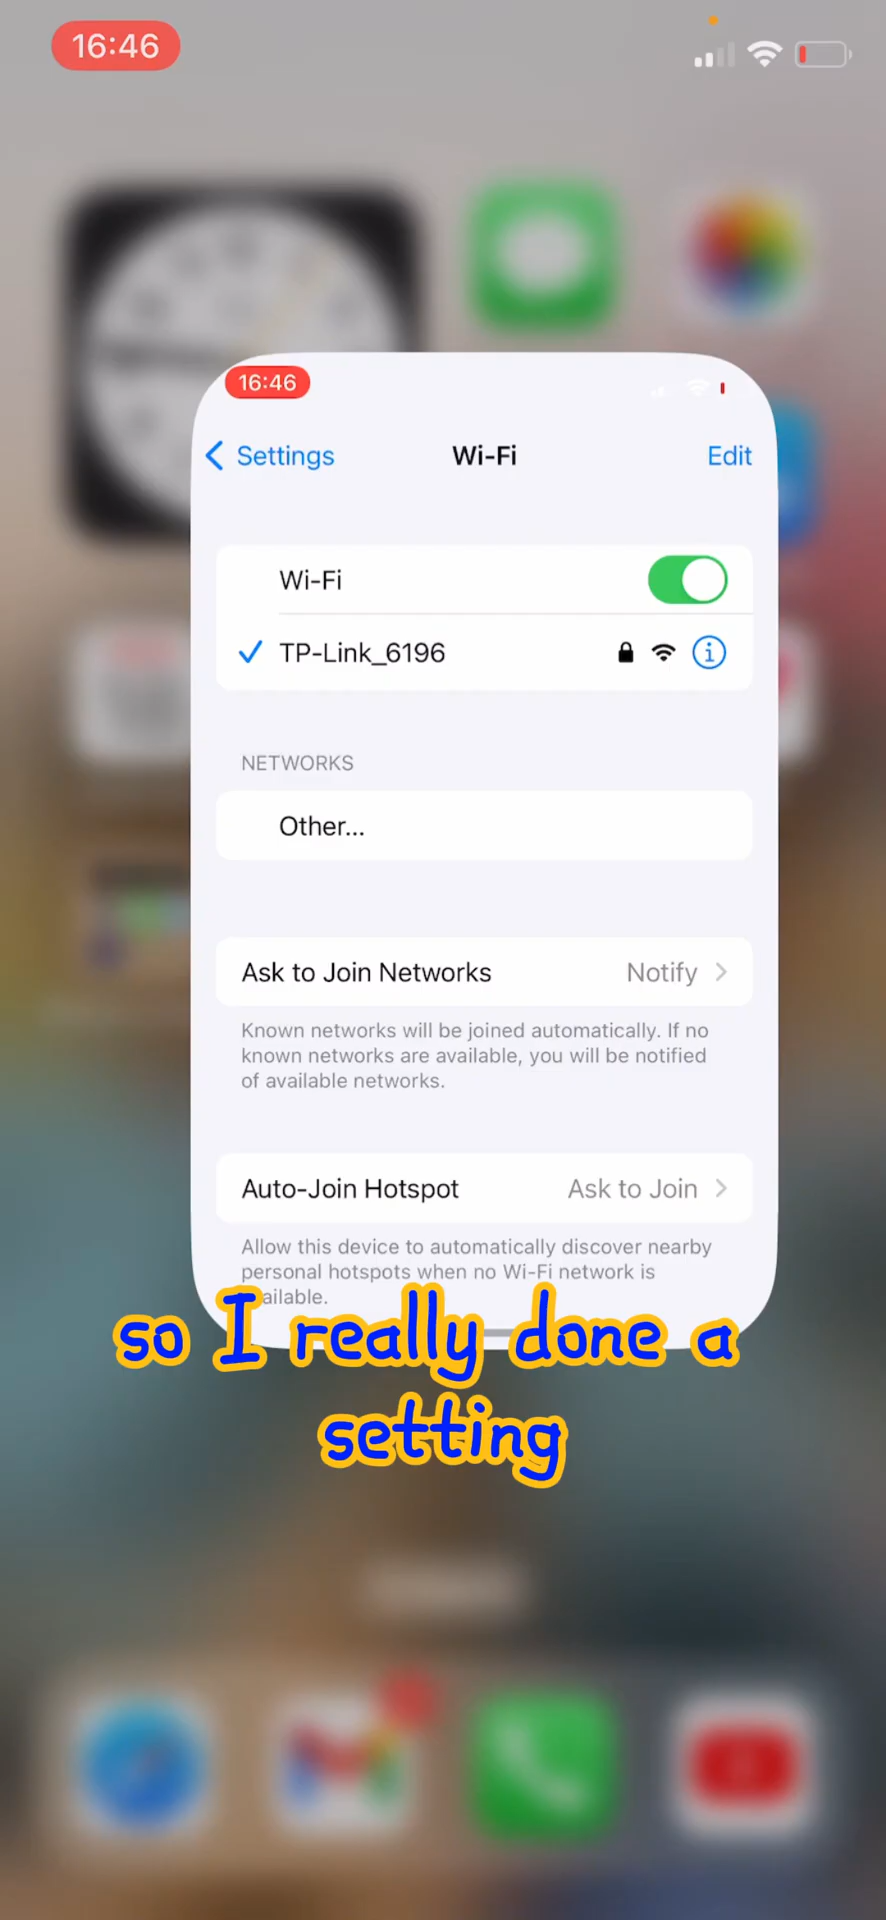 16:46
16:46
Settings
Wi-Fi
Edit
Wi-Fi
TP-Link_6196
NETWORKS
Other...
Ask to Join Networks
Notify
Known networks will be joined automatically. If no
known networks are available, you will be notified
of available networks.
Auto-Join Hotspot
Ask to Join
Allow this device to automatically discover nearby
personal hotspots when no Wi-Fi network is
ailable.
so I really done a
setting